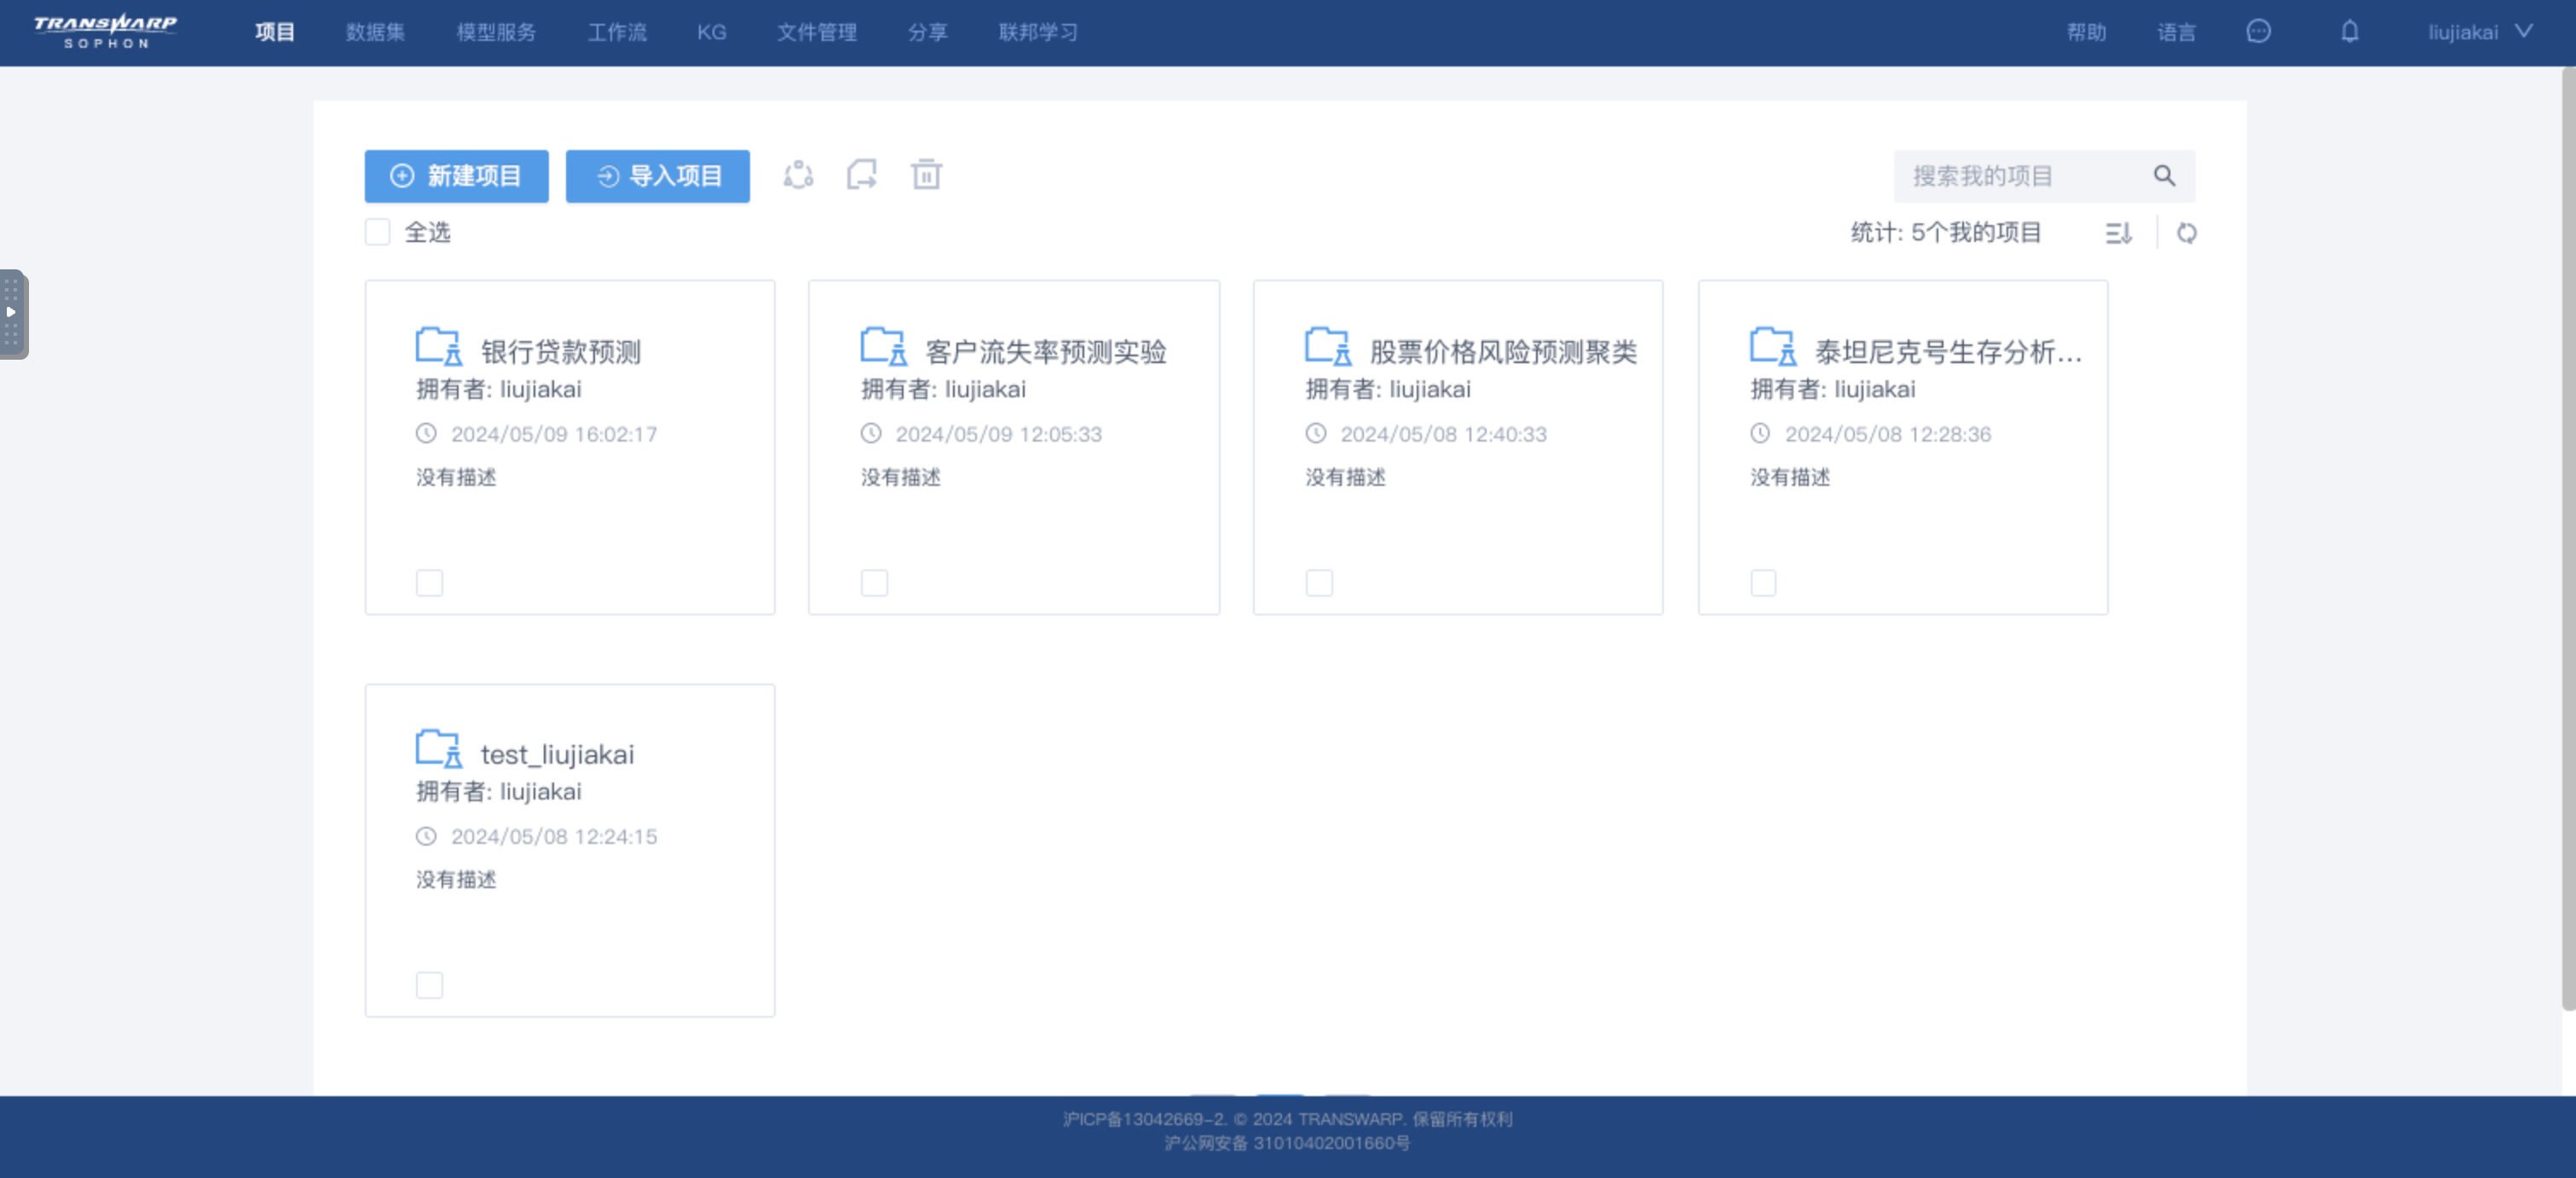 TRANSWARP
SOPHON
项目 数据集 模型服务 工作流 KG 文件管理 分享 联邦学习 帮助 语言 liujiakai
新建项目 导入项目 搜索我的项目
全选 统计: 5个我的项目
银行贷款预测
拥有者: liujiakai
2024/05/09 16:02:17
没有描述
客户流失率预测实验
拥有者: liujiakai
2024/05/09 12:05:33
没有描述
股票价格风险预测聚类
拥有者: liujiakai
2024/05/08 12:40:33
没有描述
泰坦尼克号生存分析...
拥有者: liujiakai
2024/05/08 12:28:36
没有描述
test_liujiakai
拥有者: liujiakai
2024/05/08 12:24:15
没有描述
沪ICP备13042669-2. © 2024 TRANSWARP. 保留所有权利
沪公网安备 31010402001660号